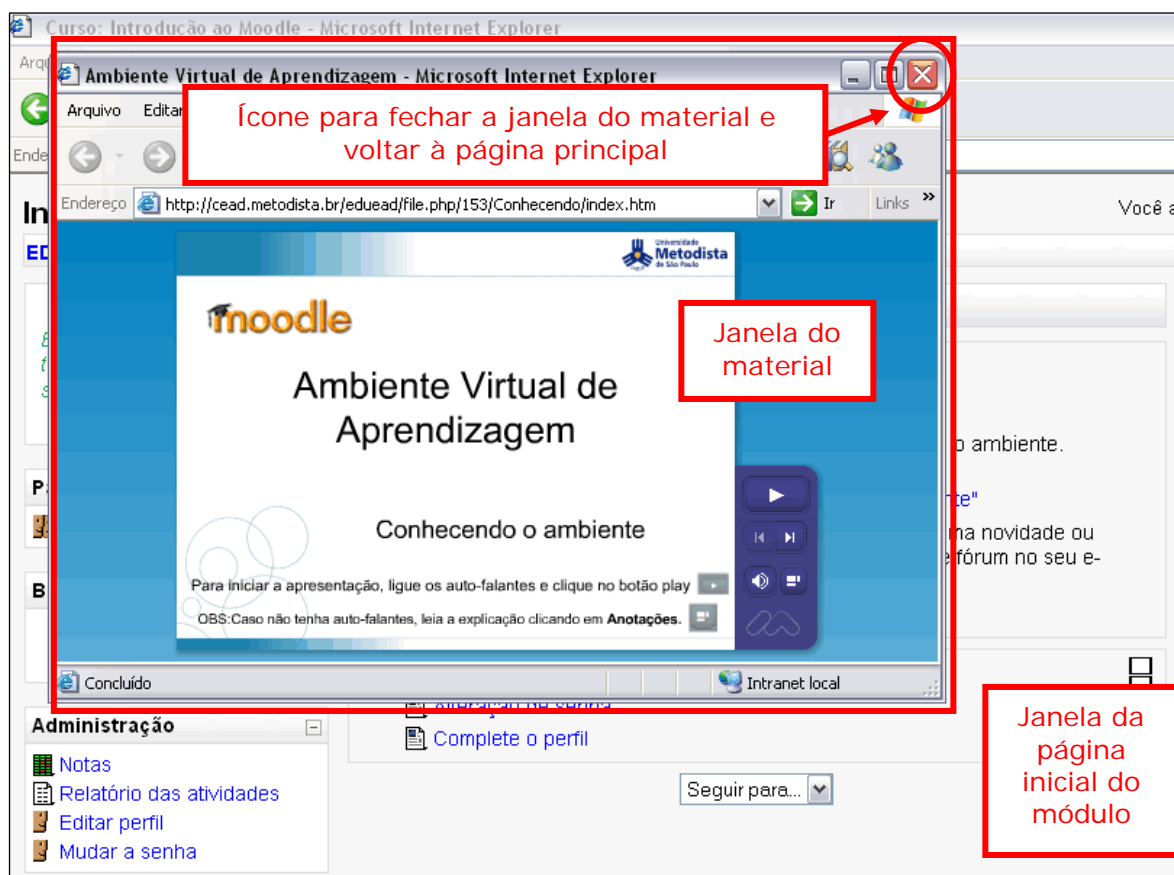 Curso: Introdução ao Moodle - Microsoft Internet Explorer
Ambiente Virtual de Aprendizagem - Microsoft Internet Explorer
Arquivo Editar
Ícone para fechar a janela do material e
voltar à página principal
Endereço http://cead.metodista.br/eduead/file.php/153/Conhecendo/index.htm Ir Links »
Você
Universidade
Metodista
de São Paulo
moodle
Janela do
material
Ambiente Virtual de
Aprendizagem
ambiente.
Conhecendo o ambiente
novidade ou
fórum no seu e-
Para iniciar a apresentação, ligue os auto-falantes e clique no botão play
OBS:Caso não tenha auto-falantes, leia a explicação clicando em Anotações.
Concluído Intranet local
Alteração de senha
Complete o perfil
Administração
Notas
Relatório das atividades
Editar perfil
Mudar a senha
Seguir para...
Janela da
página
inicial do
módulo